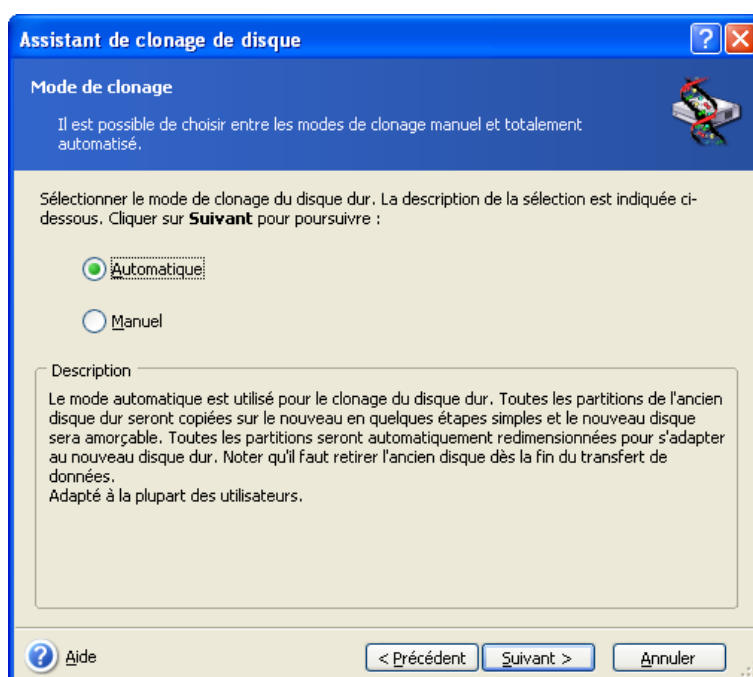 Assistant de clonage de disque
Mode de clonage
Il est possible de choisir entre les modes de clonage manuel et totalement
automatisé.
Sélectionner le mode de clonage du disque dur. La description de la sélection est indiquée ci-
dessous. Cliquer sur Suivant pour poursuivre :
Automatique
Manuel
Description
Le mode automatique est utilisé pour le clonage du disque dur. Toutes les partitions de l'ancien
disque dur seront copiées sur le nouveau en quelques étapes simples et le nouveau disque
sera amorçable. Toutes les partitions seront automatiquement redimensionnées pour s'adapter
au nouveau disque dur. Noter qu'il faut retirer l'ancien disque dès la fin du transfert de
données.
Adapté à la plupart des utilisateurs.
Aide
< Précédent
Suivant >
Annuler